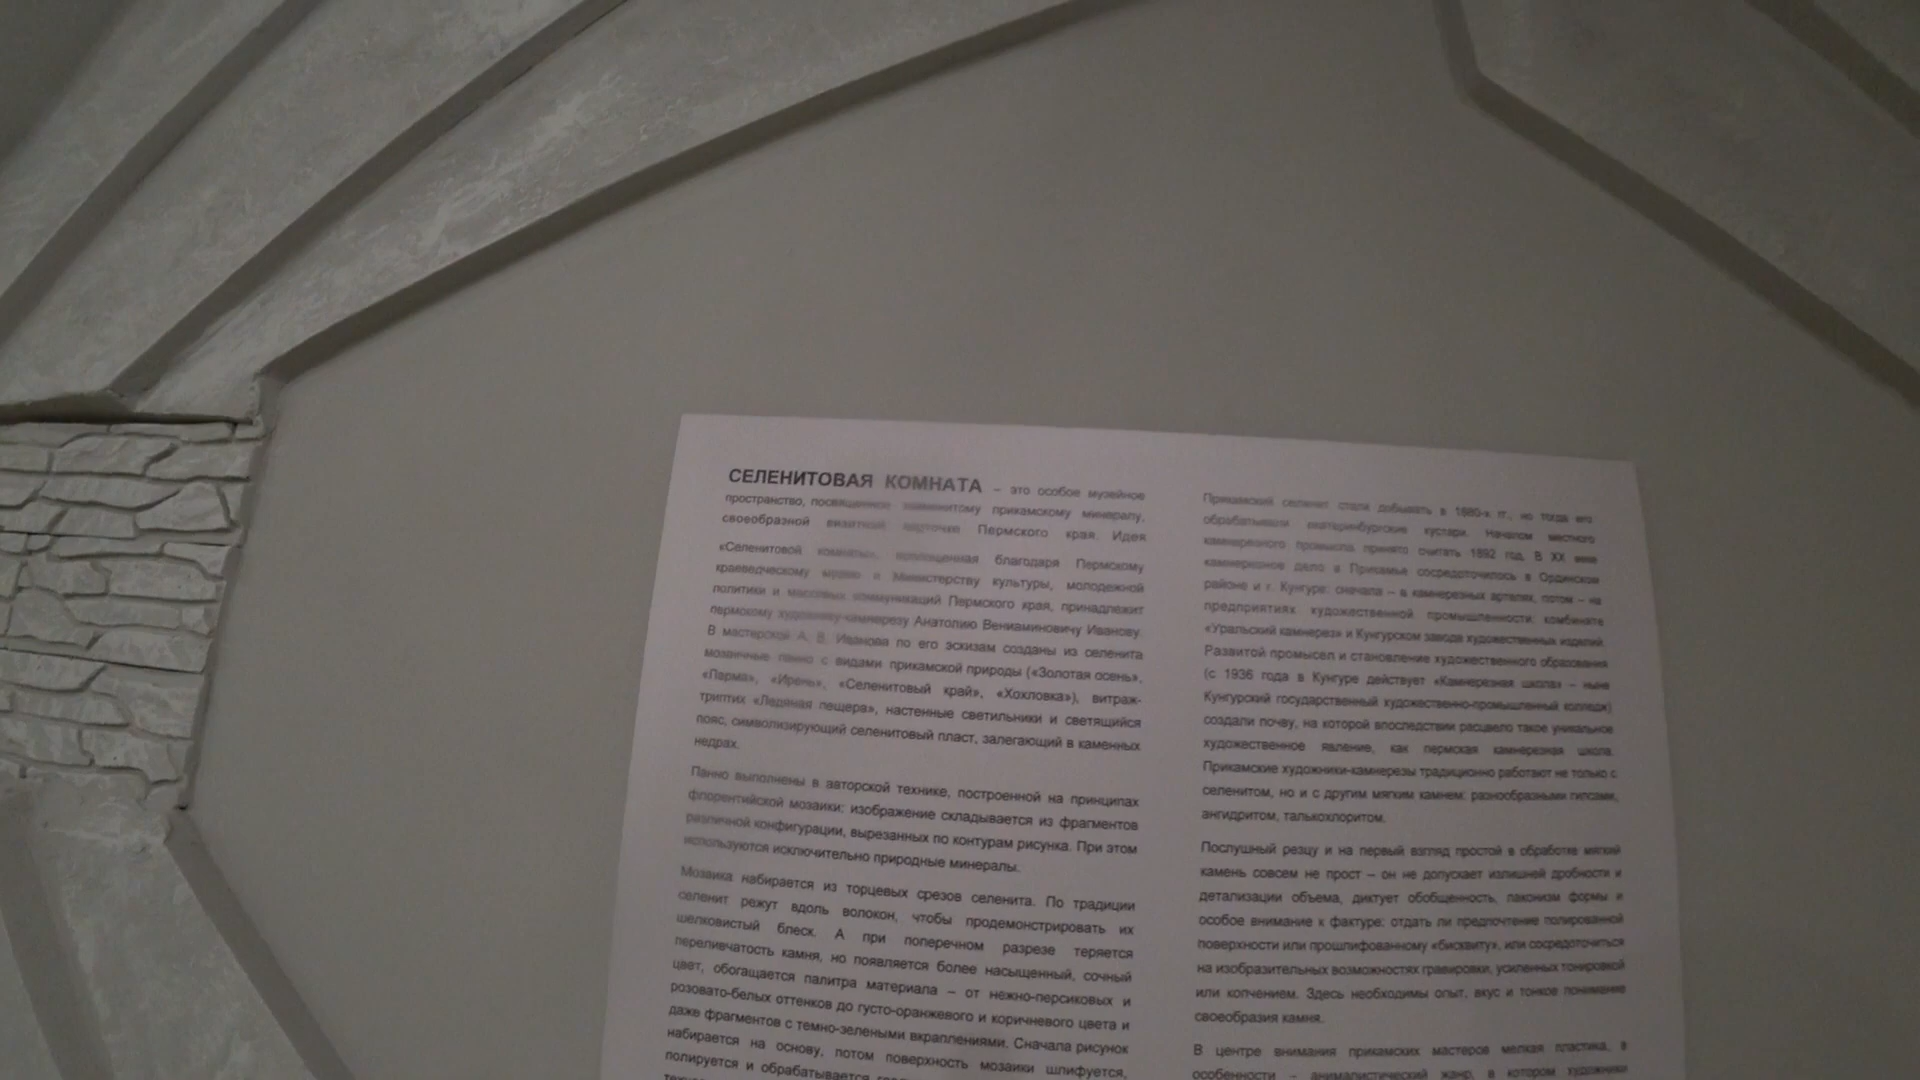 СЕЛЕНИТОВАЯ КОМНАТА – это особое музейное
пространство, посвященное знаменитому прикамскому минералу,
своеобразной визитной карточке Пермского края. Идея
«Селенитовой комнаты», воплощенная благодаря Пермскому
краеведческому музею и Министерству культуры, молодежной
политики и массовых коммуникаций Пермского края, принадлежит
пермскому художнику-камнерезу Анатолию Вениаминовичу Иванову.
В мастерской А. В. Иванова по его эскизам созданы из селенита
мозаичные панно с видами прикамской природы («Золотая осень»,
«Парма», «Ирень», «Селенитовый край», «Хохловка»), витраж-
триптих «Ледяная пещера», настенные светильники и светящийся
пояс, символизирующий селенитовый пласт, залегающий в каменных
недрах.
Панно выполнены в авторской технике, построенной на принципах
флорентийской мозаики: изображение складывается из фрагментов
различной конфигурации, вырезанных по контурам рисунка. При этом
используются исключительно природные минералы.
Мозаика набирается из торцевых срезов селенита. По традиции
селенит режут вдоль волокон, чтобы продемонстрировать их
шелковистый блеск. А при поперечном разрезе теряется
переливчатость камня, но появляется более насыщенный, сочный
цвет, обогащается палитра материала – от нежно-персиковых и
розовато-белых оттенков до густо-оранжевого и коричневого цвета и
даже фрагментов с темно-зелеными вкраплениями. Сначала рисунок
набирается на основу, потом поверхность мозаики шлифуется,
полируется и обрабатывается
Прикамский селенит стали добывать в 1880-х гг., но тогда его
обрабатывали екатеринбургские кустари. Началом местного
камнерезного промысла принято считать 1892 год. В XX веке
камнерезное дело в Прикамье сосредоточилось в Ординском
районе и г. Кунгуре: сначала – в камнерезных артелях, потом – на
предприятиях художественной промышленности: комбинате
«Уральский камнерез» и Кунгурском заводе художественных изделий.
Развитой промысел и становление художественного образования
(с 1936 года в Кунгуре действует «Камнерезная школа» – ныне
Кунгурский государственный художественно-промышленный колледж)
создали почву, на которой впоследствии расцвело такое уникальное
художественное явление, как пермская камнерезная школа.
Прикамские художники-камнерезы традиционно работают не только с
селенитом, но и с другим мягким камнем: разнообразными гипсами,
ангидритом, талькохлоритом.
Послушный резцу и на первый взгляд простой в обработке мягкий
камень совсем не прост – он не допускает излишней дробности и
детализации объема, диктует обобщенность, лаконизм формы и
особое внимание к фактуре: отдать ли предпочтение полированной
поверхности или прошлифованному «бисквиту», или сосредоточиться
на изобразительных возможностях гравировки, усиленных тонировкой
или копчением. Здесь необходимы опыт, вкус и тонкое понимание
своеобразия камня.
В центре внимания прикамских мастеров мелкая пластика, в
особенности – анималистический жанр, в котором художники